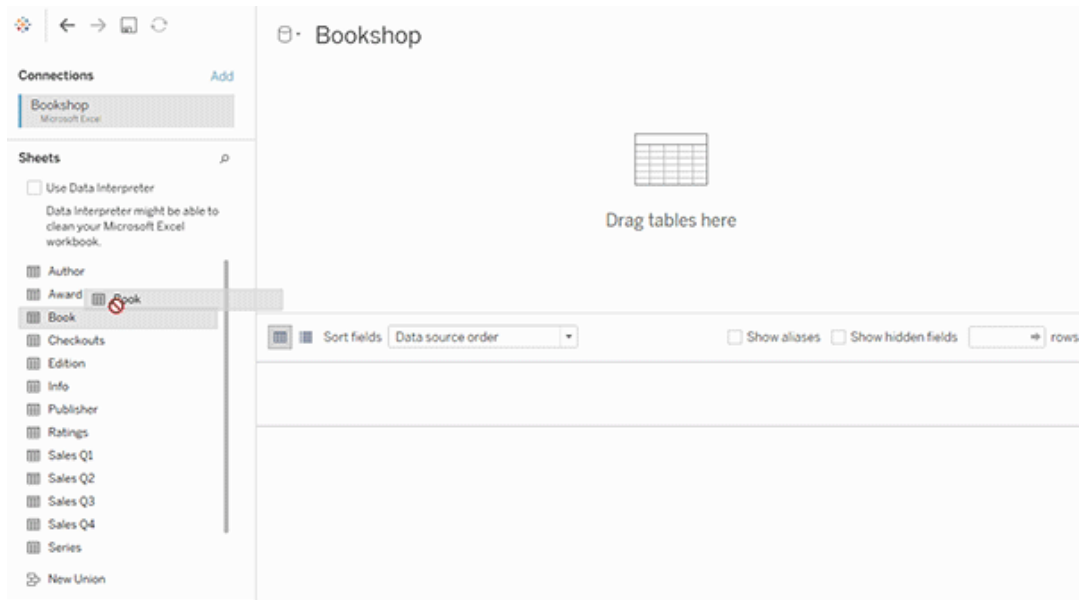 Bookshop
Connections Add
Bookshop
Microsoft Excel
Sheets
Use Data Interpreter
Data Interpreter might be able to
clean your Microsoft Excel
workbook.
Author
Award
Book
Book
Checkouts
Edition
Info
Publisher
Ratings
Sales Q1
Sales Q2
Sales Q3
Sales Q4
Series
New Union
Drag tables here
Sort fields Data source order Show aliases Show hidden fields rows